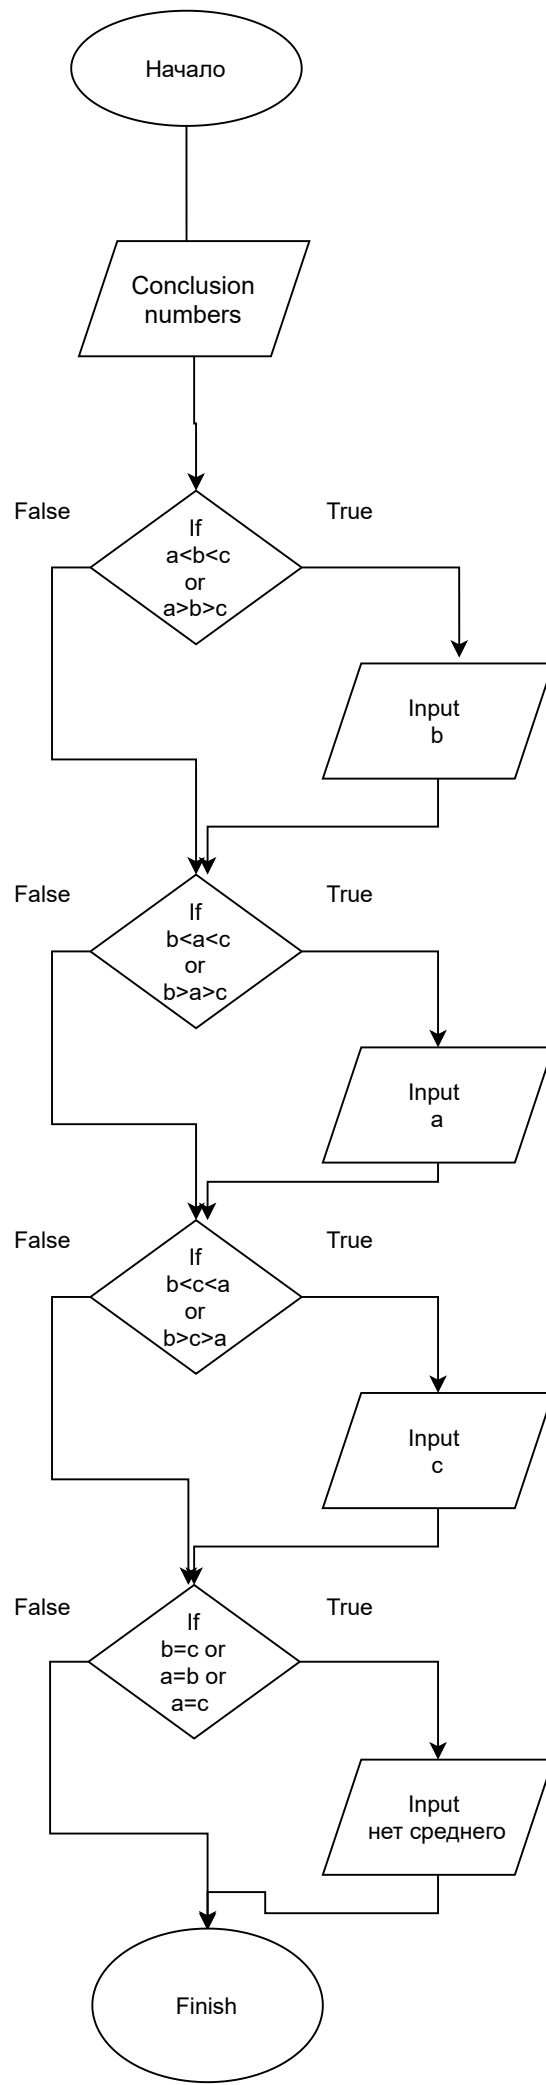 Начало
Conclusion
numbers
False
True
If
a<b<c
or
a>b>c
Input
b
False
True
If
b<a<c
or
b>a>c
Input
a
False
True
If
b<c<a
or
b>c>a
Input
c
False
True
If
b=c or
a=b or
a=c
Input
нет среднего
Finish